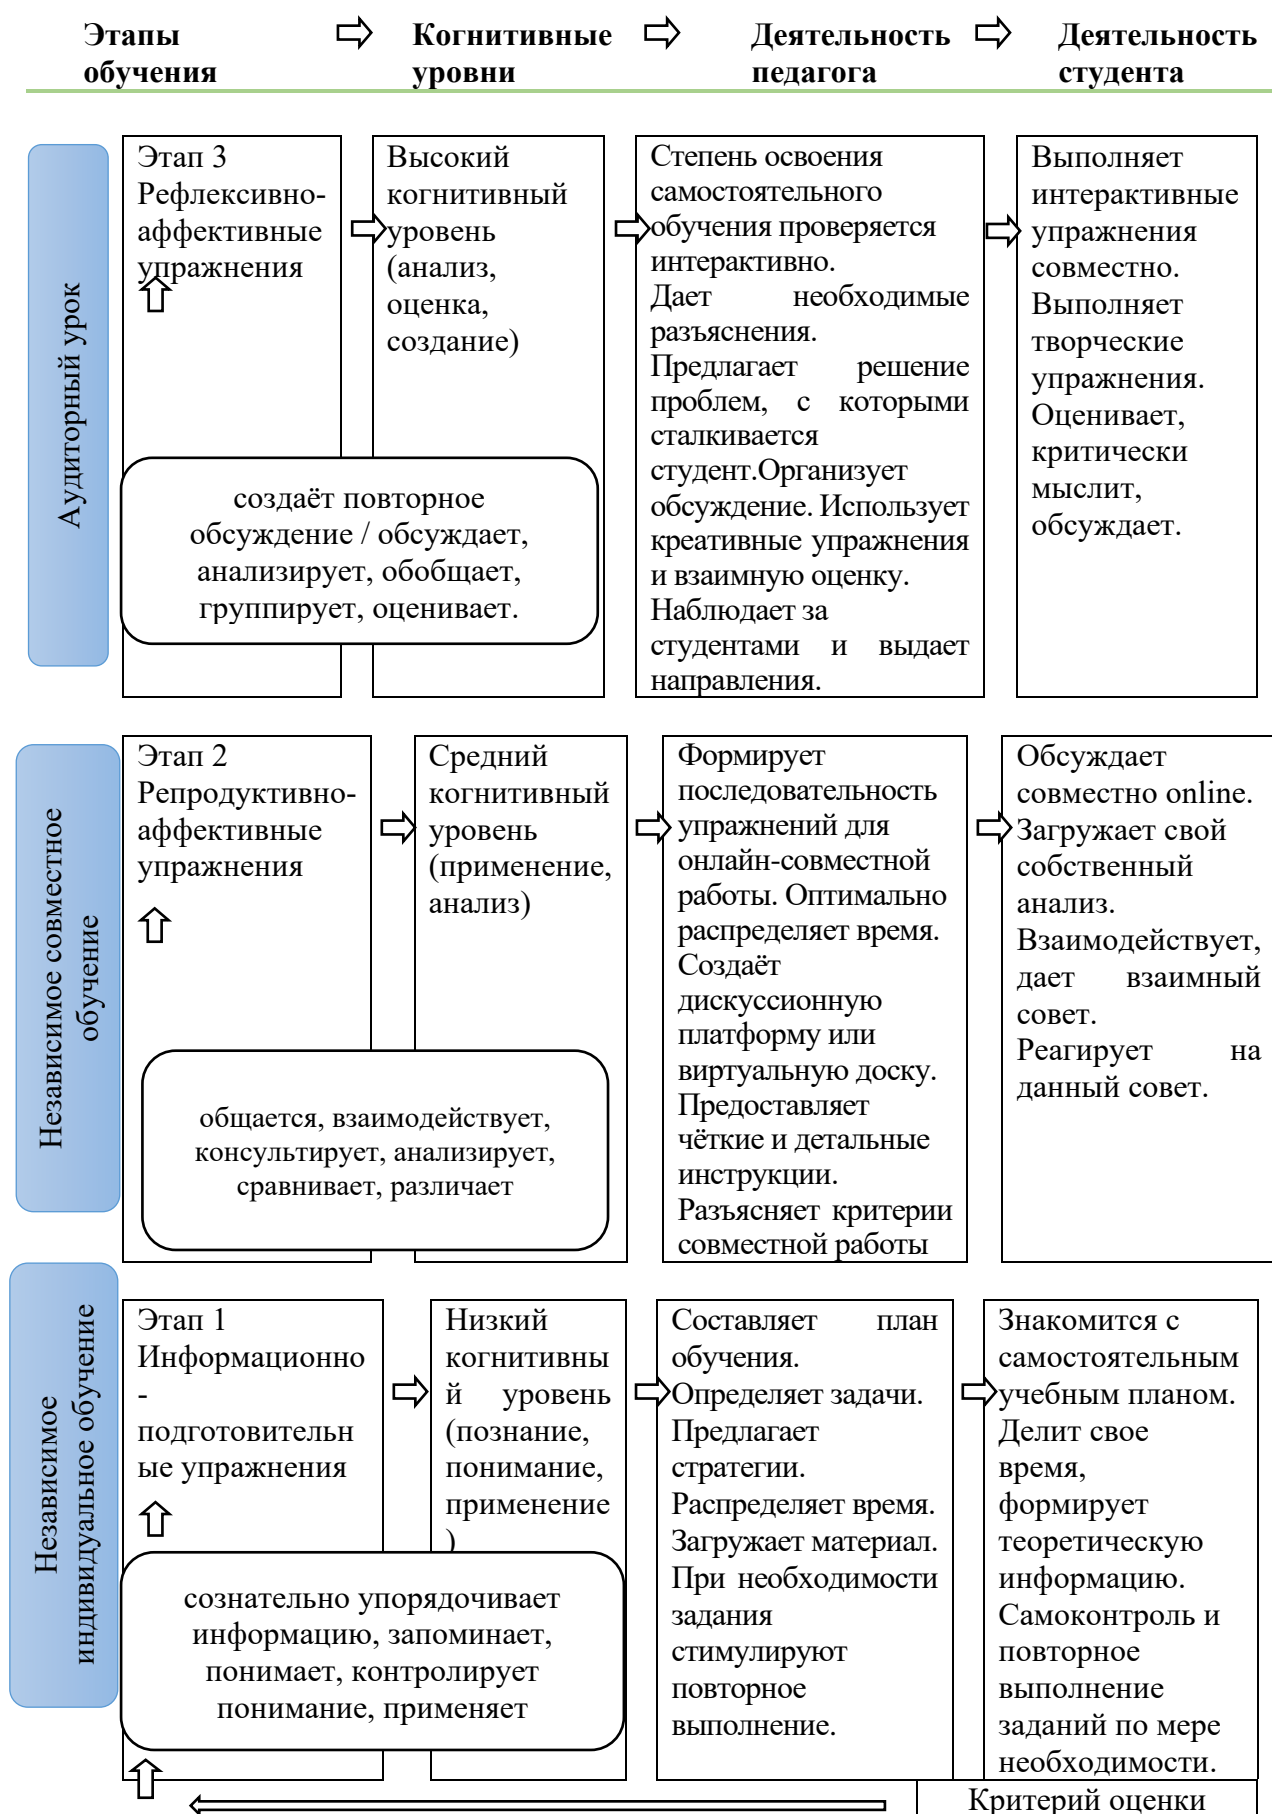 Этапы
обучения
Когнитивные
уровни
Деятельность
педагога
Деятельность
студента
Аудиторный урок
Этап 3
Рефлексивно-
аффективные
упражнения
Высокий
когнитивный
уровень
(анализ,
оценка,
создание)
создаёт повторное
обсуждение / обсуждает,
анализирует, обобщает,
группирует, оценивает.
Степень освоения
самостоятельного
обучения проверяется
интерактивно.
Дает необходимые
разъяснения.
Предлагает решение
проблем, с которыми
сталкивается
студент.Организует
обсуждение. Использует
креативные упражнения
и взаимную оценку.
Наблюдает за
студентами и выдает
направления.
Выполняет
интерактивные
упражнения
совместно.
Выполняет
творческие
упражнения.
Оценивает,
критически
мыслит,
обсуждает.
Независимое совместное
обучение
Этап 2
Репродуктивно-
аффективные
упражнения
Средний
когнитивный
уровень
(применение,
анализ)
общается, взаимодействует,
консультирует, анализирует,
сравнивает, различает
Формирует
последовательность
упражнений для
онлайн-совместной
работы. Оптимально
распределяет время.
Создаёт
дискуссионную
платформу или
виртуальную доску.
Предоставляет
чёткие и детальные
инструкции.
Разъясняет критерии
совместной работы
Обсуждает
совместно online.
Загружает свой
собственный
анализ.
Взаимодействует,
дает взаимный
совет.
Реагирует на
данный совет.
Независимое
индивидуальное обучение
Этап 1
Информационно
-
подготовительн
ые упражнения
Низкий
когнитивны
й уровень
(познание,
понимание,
применение
)
сознательно упорядочивает
информацию, запоминает,
понимает, контролирует
понимание, применяет
Составляет план
обучения.
Определяет задачи.
Предлагает
стратегии.
Распределяет время.
Загружает материал.
При необходимости
задания
стимулируют
повторное
выполнение.
Знакомится с
самостоятельным
учебным планом.
Делит свое
время,
формирует
теоретическую
информацию.
Самоконтроль и
повторное
выполнение
заданий по мере
необходимости.
Критерий оценки